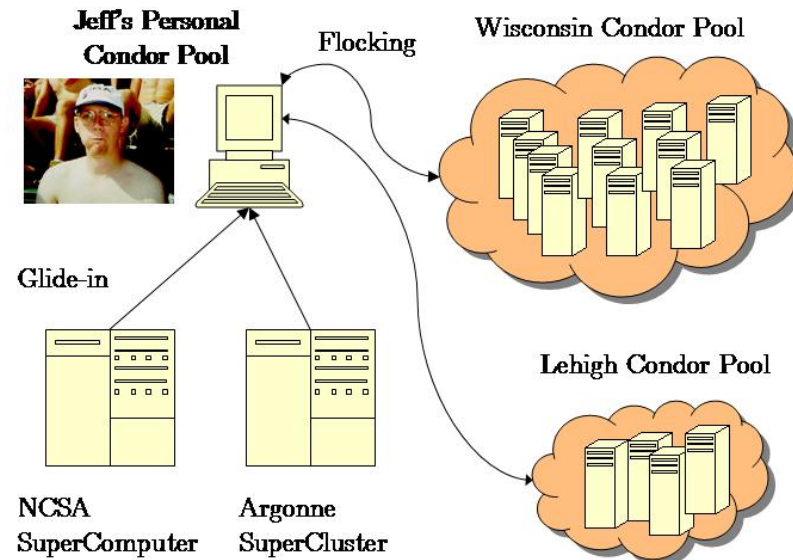 Jeff's Personal
Condor Pool
Flocking
Wisconsin Condor Pool
Glide-in
Lehigh Condor Pool
NCSA
SuperComputer
Argonne
SuperCluster